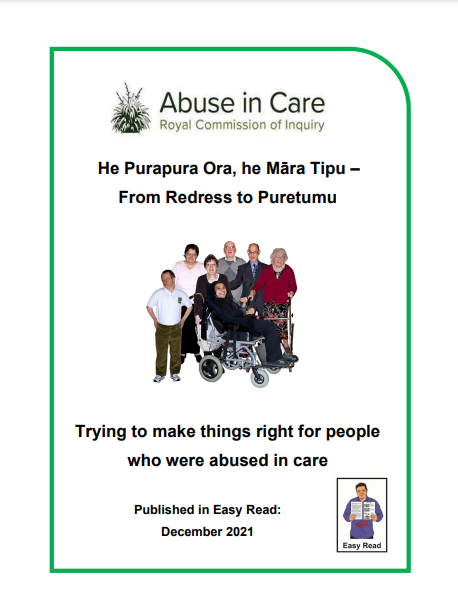 Abuse in Care
Royal Commission of Inquiry
He Purapura Ora, he Māra Tipu –
From Redress to Puretumu
Trying to make things right for people
who were abused in care
Published in Easy Read:
December 2021
Easy Read